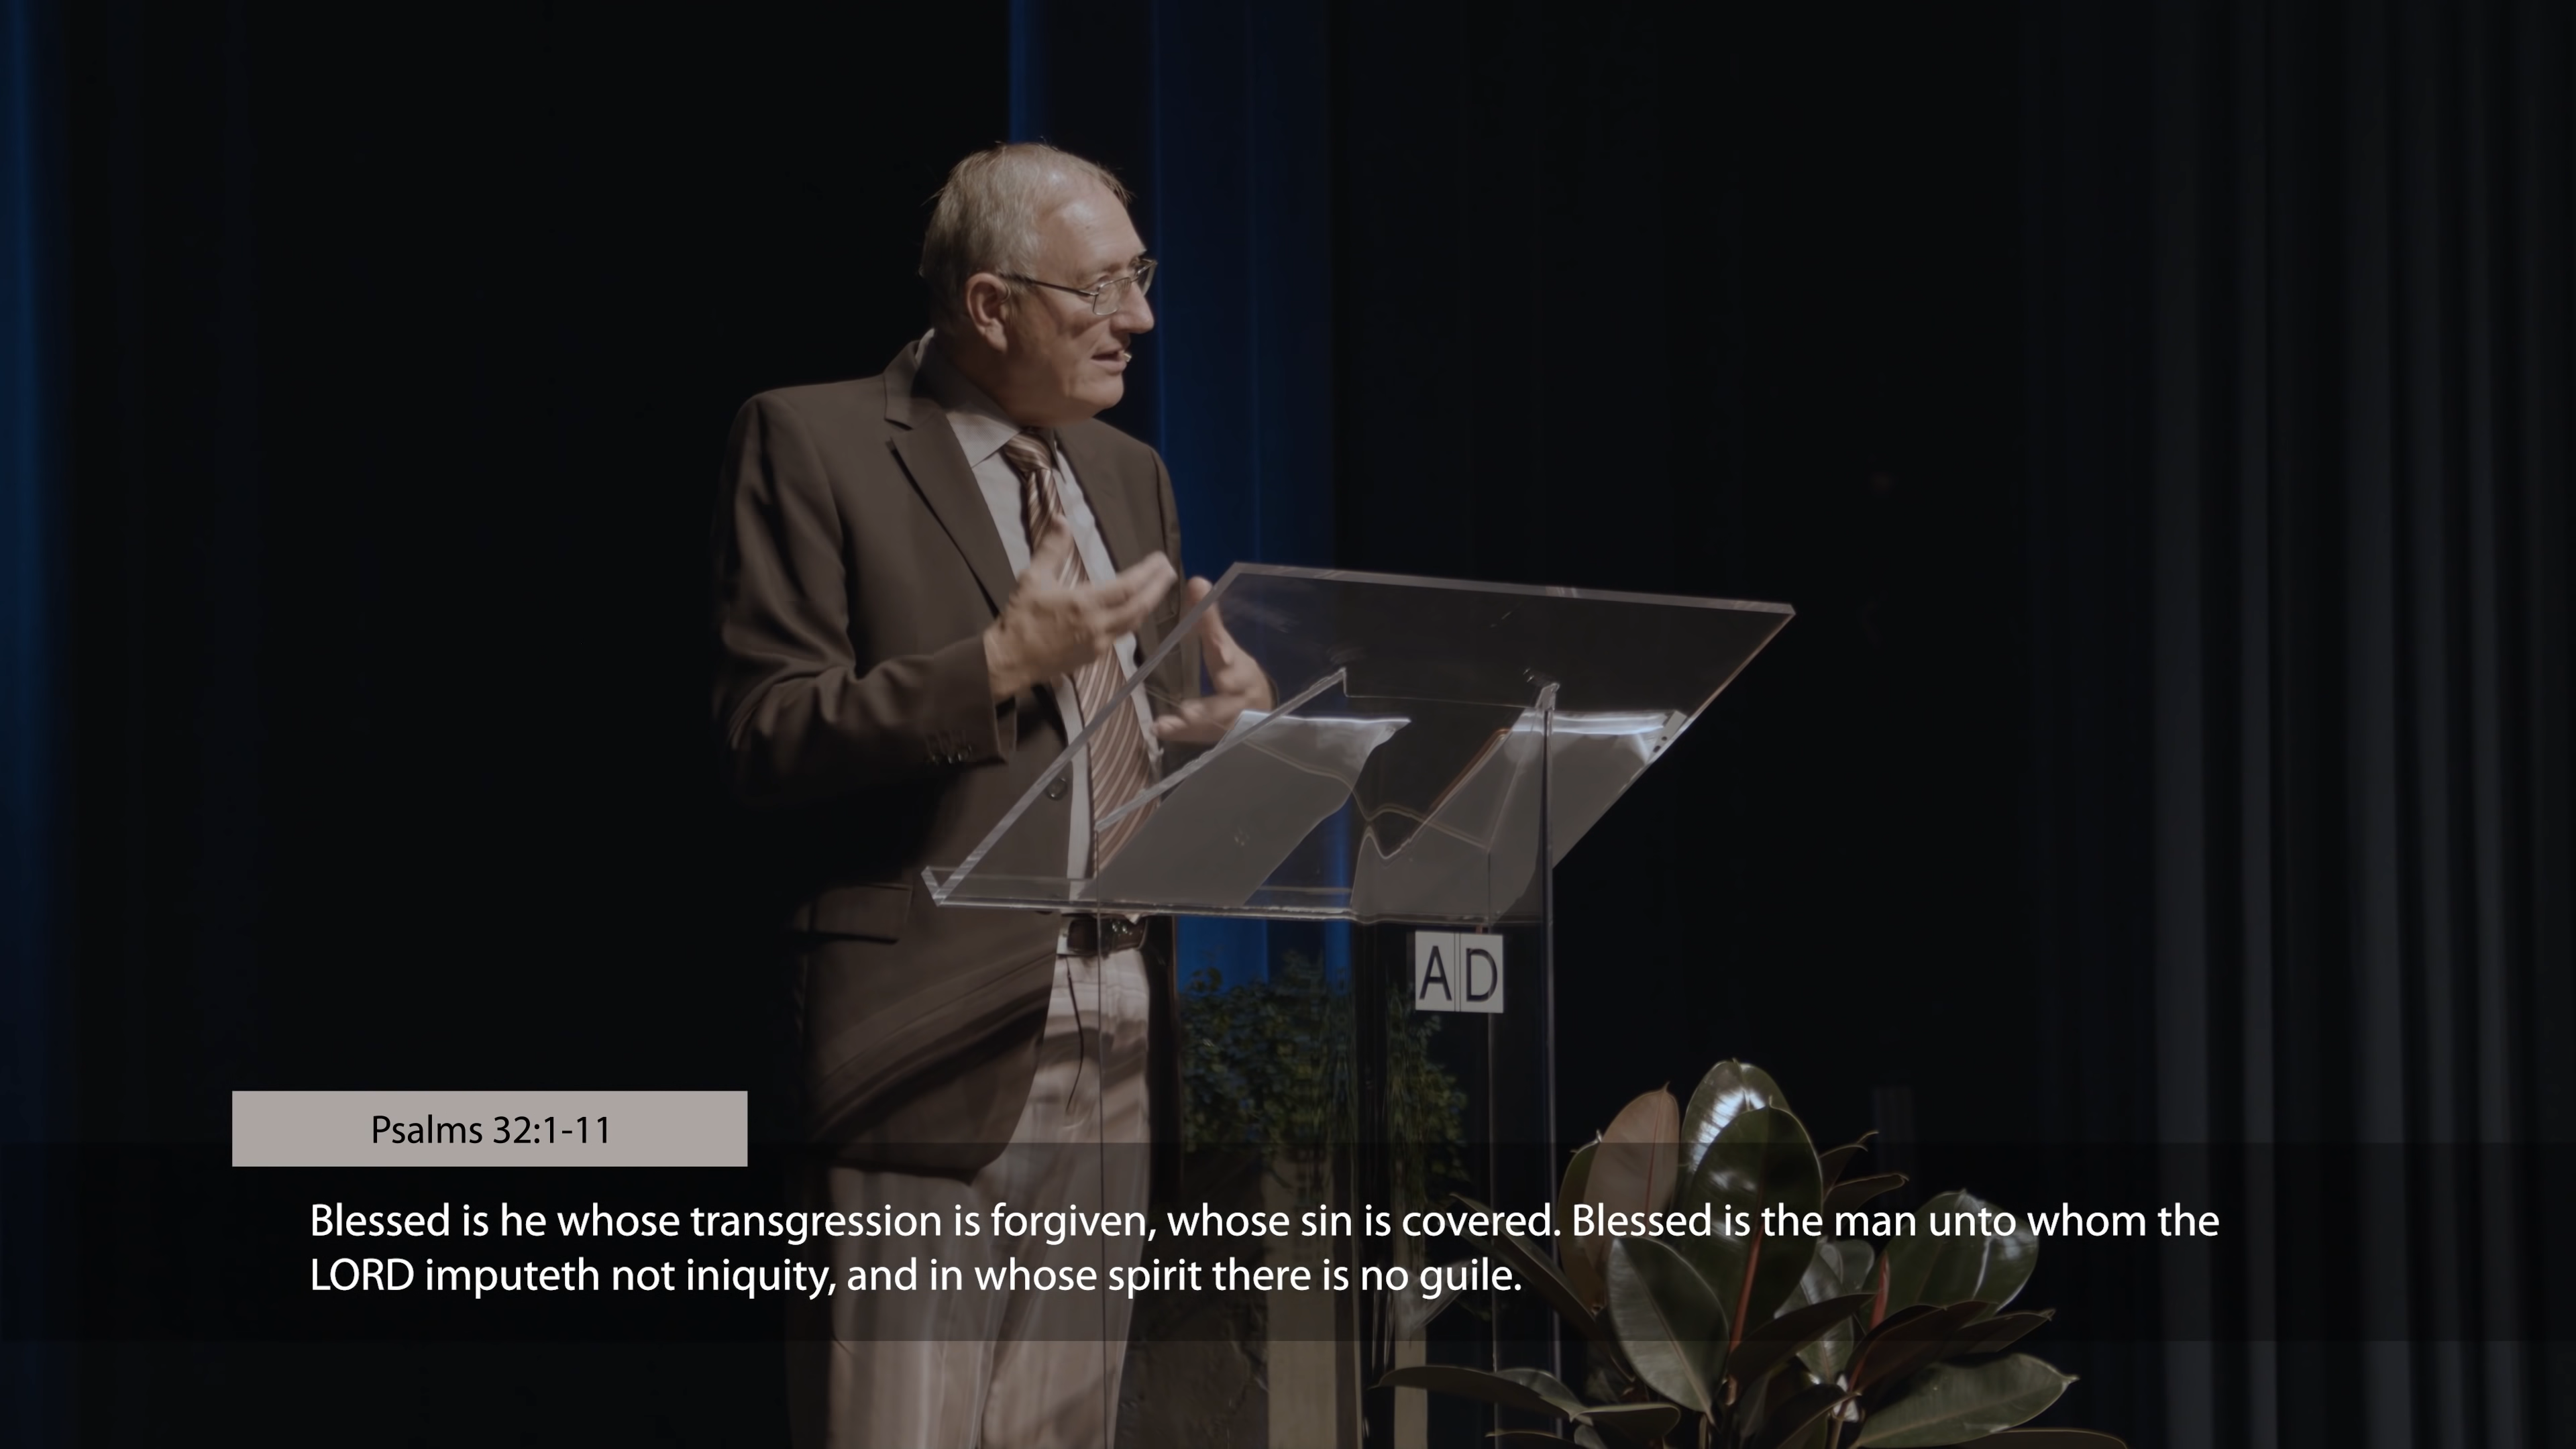 AD
Psalms 32:1-11
Blessed is he whose transgression is forgiven, whose sin is covered. Blessed is the man unto whom the
LORD imputeth not iniquity, and in whose spirit there is no guile.